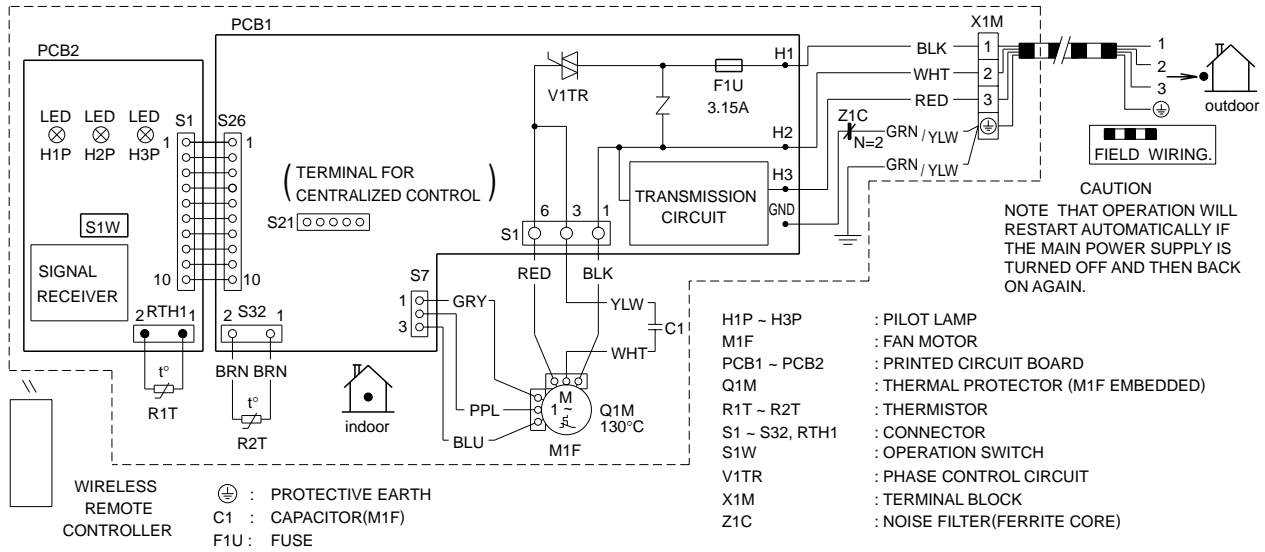 PCB1
X1M
PCB2
H1
BLK
1
1
WHT
2
2
V1TR
F1U
3.15A
RED
3
3
outdoor
LED LED LED
H1P H2P H3P
S1 S26
1 1
Z1C
N=2
GRN/YLW
GRN/YLW
FIELD WIRING.
H2
(TERMINAL FOR
CENTRALIZED CONTROL)
S21
TRANSMISSION
CIRCUIT
H3
GND
CAUTION
NOTE THAT OPERATION WILL
RESTART AUTOMATICALLY IF
THE MAIN POWER SUPPLY IS
TURNED OFF AND THEN BACK
ON AGAIN.
S1W
6 3 1
S1
SIGNAL
RECEIVER
10 10
RED BLK
S7
1
3
GRY
YLW
C1
WHT
2 RTH1 1
2 S32 1
BRN BRN
t°
R1T
t°
R2T
indoor
PPL
BLU
M
1 ~
Q1M
130°C
M1F
H1P ~ H3P : PILOT LAMP
M1F : FAN MOTOR
PCB1 ~ PCB2 : PRINTED CIRCUIT BOARD
Q1M : THERMAL PROTECTOR (M1F EMBEDDED)
R1T ~ R2T : THERMISTOR
S1 ~ S32, RTH1 : CONNECTOR
S1W : OPERATION SWITCH
V1TR : PHASE CONTROL CIRCUIT
X1M : TERMINAL BLOCK
Z1C : NOISE FILTER(FERRITE CORE)
WIRELESS
REMOTE
CONTROLLER
: PROTECTIVE EARTH
C1 : CAPACITOR(M1F)
F1U : FUSE